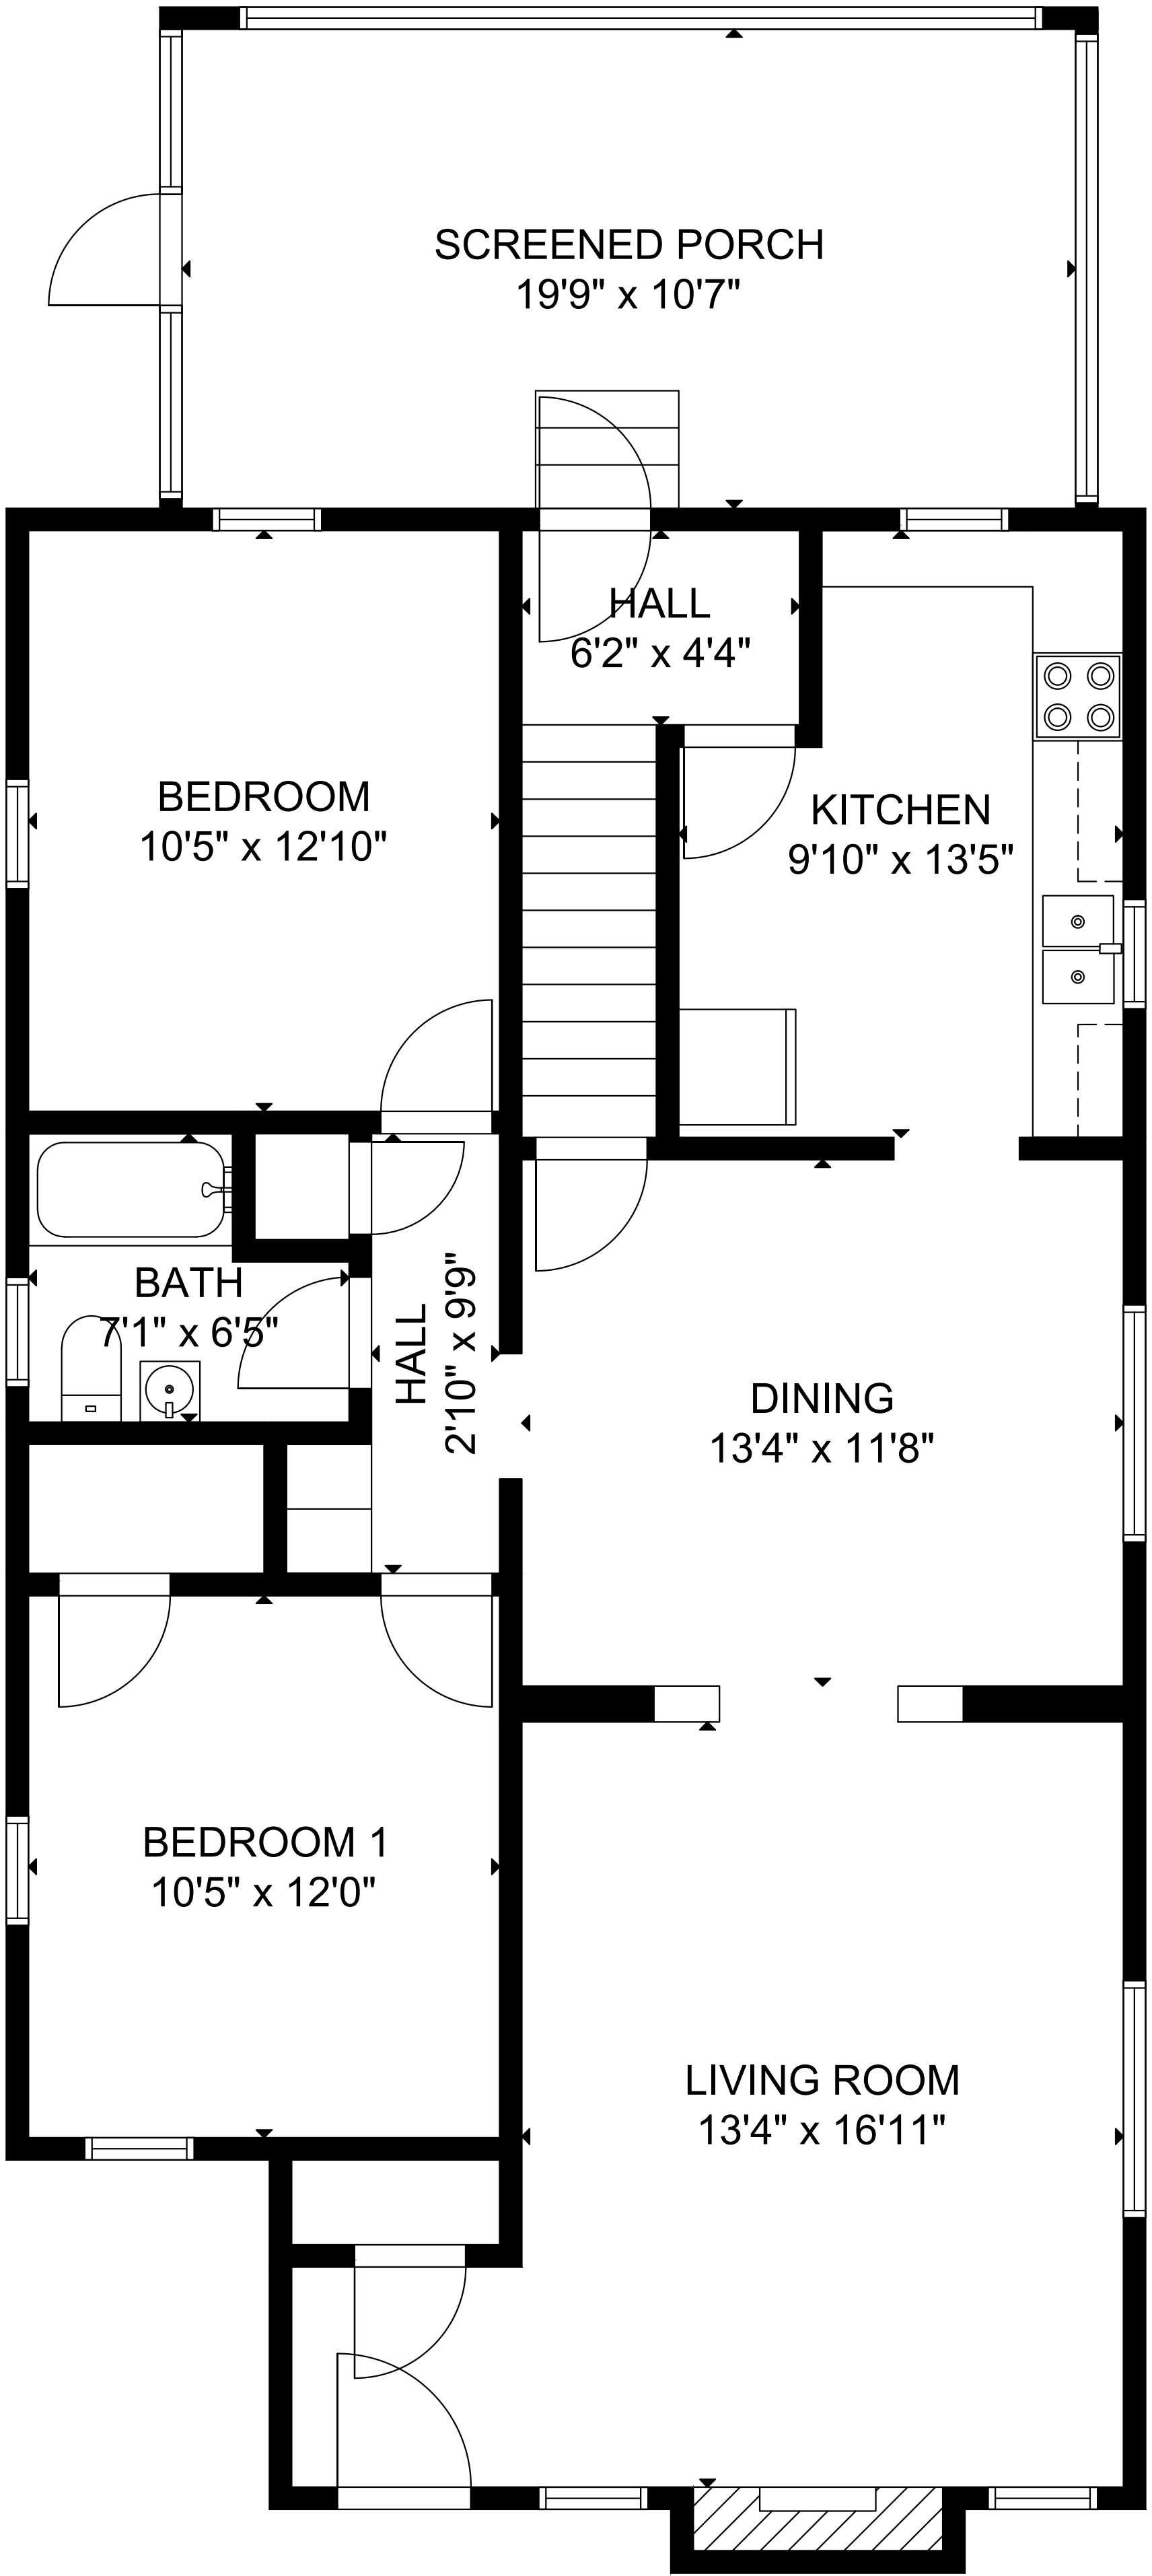 SCREENED PORCH
19'9" x 10'7"
HALL
6'2" x 4'4"
BEDROOM
10'5" x 12'10"
KITCHEN
9'10" x 13'5"
BATH
7'1" x 6'5"
HALL
2'10" x 9'9"
DINING
13'4" x 11'8"
BEDROOM 1
10'5" x 12'0"
LIVING ROOM
13'4" x 16'11"